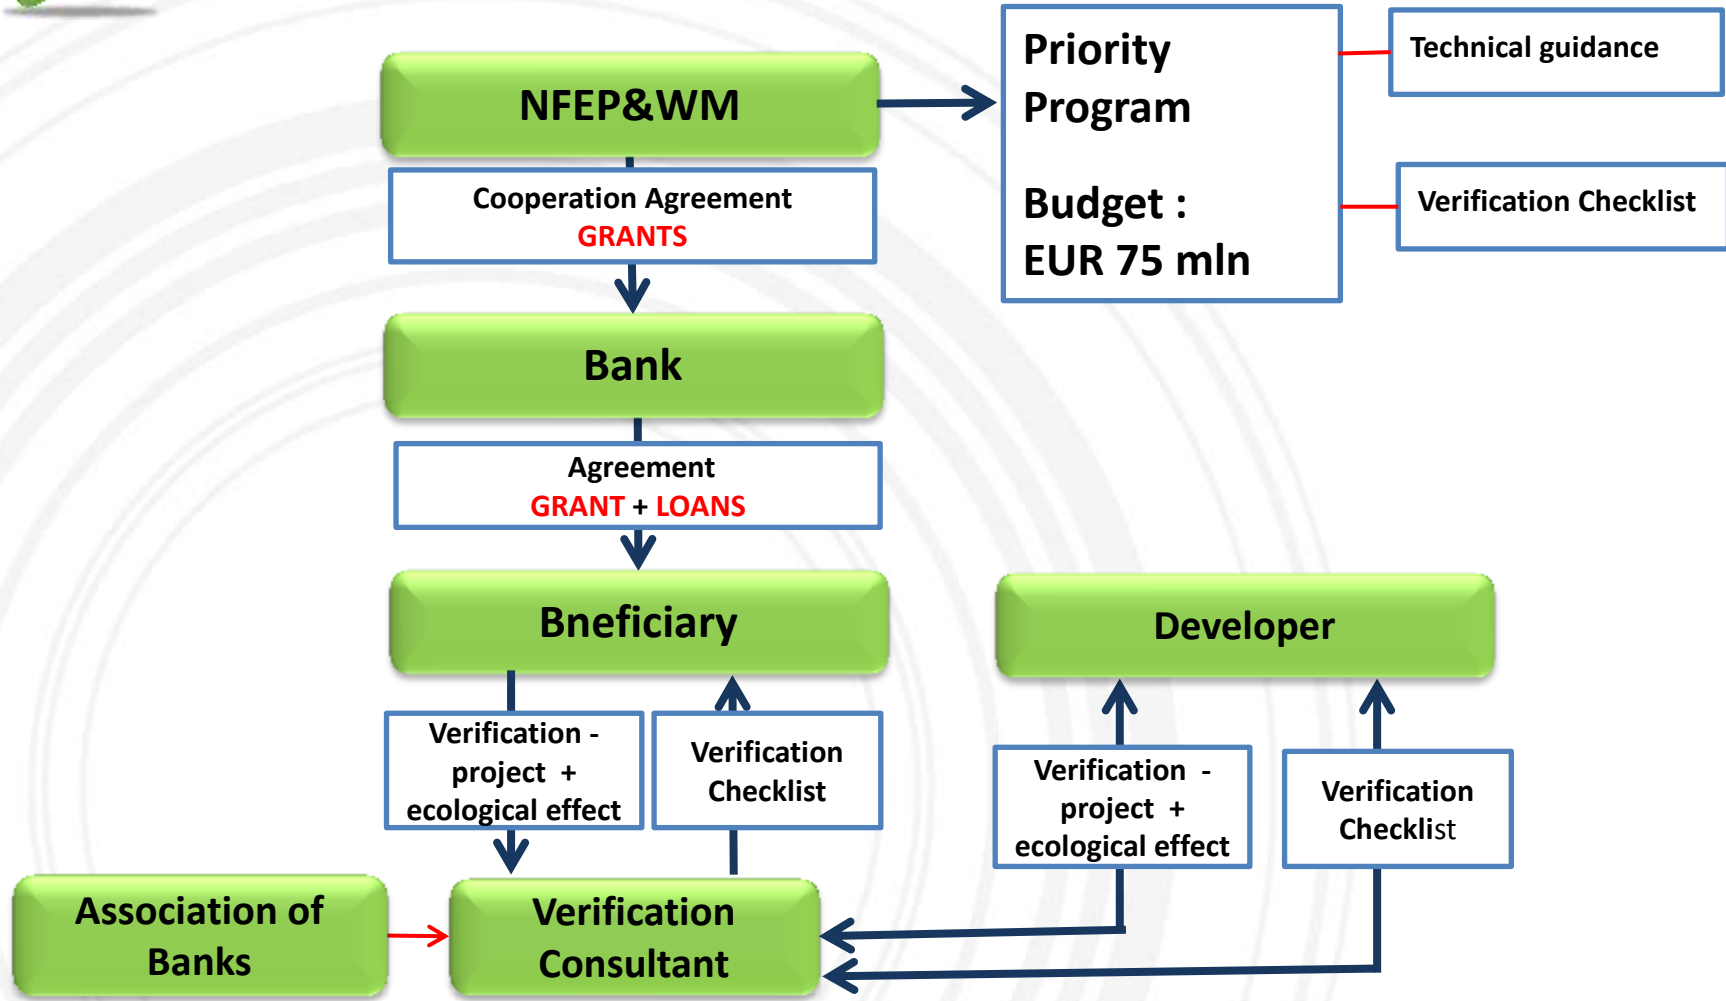 NFEP&WM
Priority
Program
Budget :
EUR 75 mln
Technical guidance
Verification Checklist
Cooperation Agreement
GRANTS
Bank
Agreement
GRANT + LOANS
Bneficiary
Developer
Verification -
project +
ecological effect
Verification
Checklist
Verification -
project +
ecological effect
Verification
Checklist
Association of
Banks
Verification
Consultant